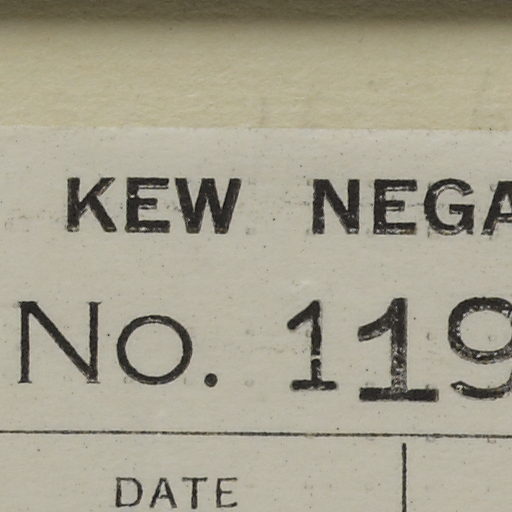 KEW NEGA
No. 119
DATE